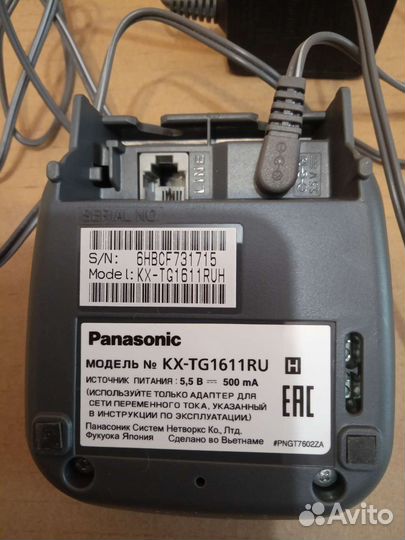 LINE
SERIAL NO.
S/N: 6HBCF731715
Model: KX-TG1611RUH
Panasonic
МОДЕЛЬ № KX-TG1611RU H
ИСТОЧНИК ПИТАНИЯ : 5,5 В 500 mA
(ИСПОЛЬЗУЙТЕ ТОЛЬКО АДАПТЕР ДЛЯ
СЕТИ ПЕРЕМЕННОГО ТОКА, УКАЗАННЫЙ
В ИНСТРУКЦИИ ПО ЭКСПЛУАТАЦИИ.)
EAC
Панасоник Систем Нетворкс Ко., Лтд.
Фукуока Япония Сделано во Вьетнаме
#PNGT7602ZA
Avito